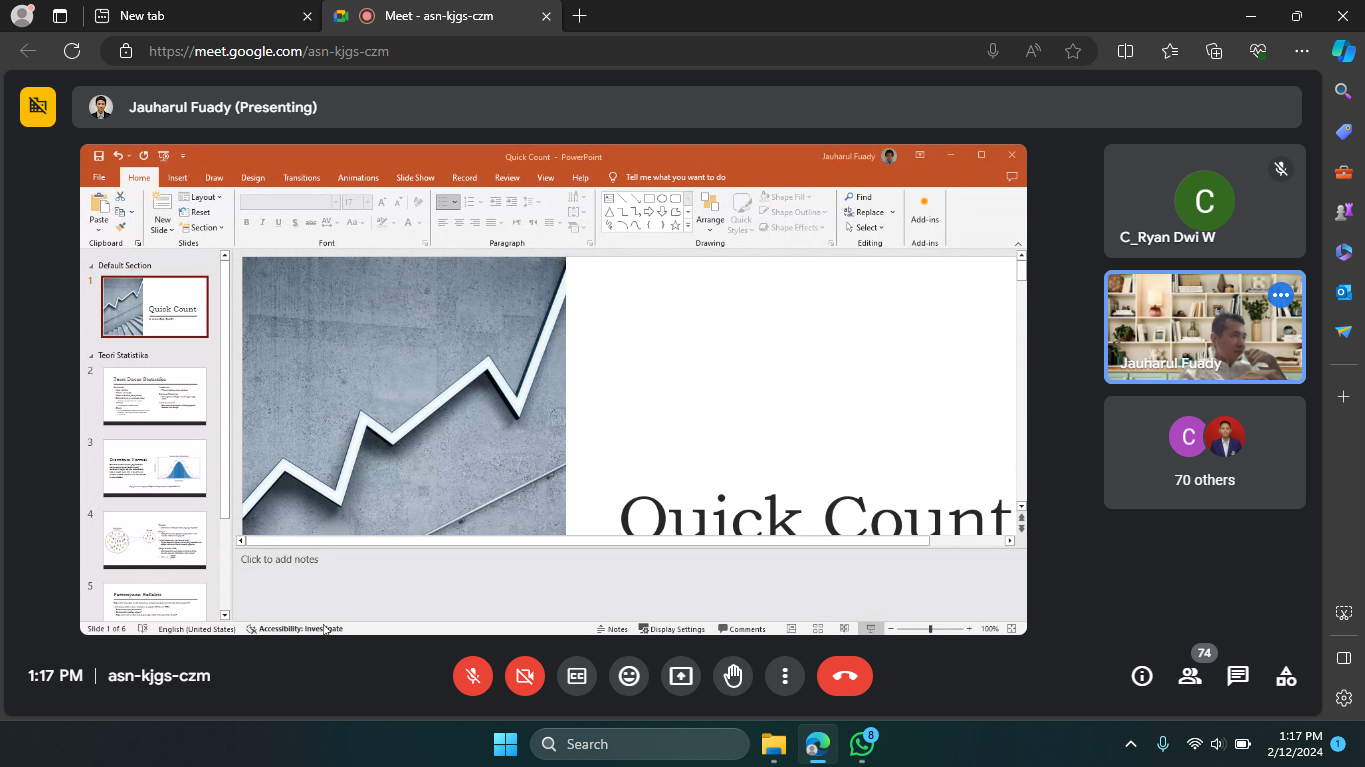 New tab
Meet - asn-kjgs-czm
https://meet.google.com/asn-kjgs-czm
Jauharul Fuady (Presenting)
Quick Count - PowerPoint
Jauharul Fuady
File Home Insert Draw Design Transitions Animations Slide Show Record Review View Help Tell me what you want to do
Paste
New Slide
Layout
Reset
Section
17
B I U S abc AV Aa A
Arrange
Quick Styles
Shape Fill
Shape Outline
Shape Effects
Find
Replace
Select
Add-ins
Clipboard Slides Font Paragraph Drawing Editing Add-ins
Default Section
1
Quick Count
Teori Statistika
2
Teori Dasar Statistika
3
Distribusi Normal
4
5
Pertanyaan Refleksi
Quick Count
Click to add notes
Slide 1 of 6 English (United States) Accessibility: Investigate Notes Display Settings Comments 100%
C
C_Ryan Dwi W
Jauharul Fuady
C
70 others
1:17 PM | asn-kjgs-czm
74
Search
8
1:17 PM
2/12/2024
1